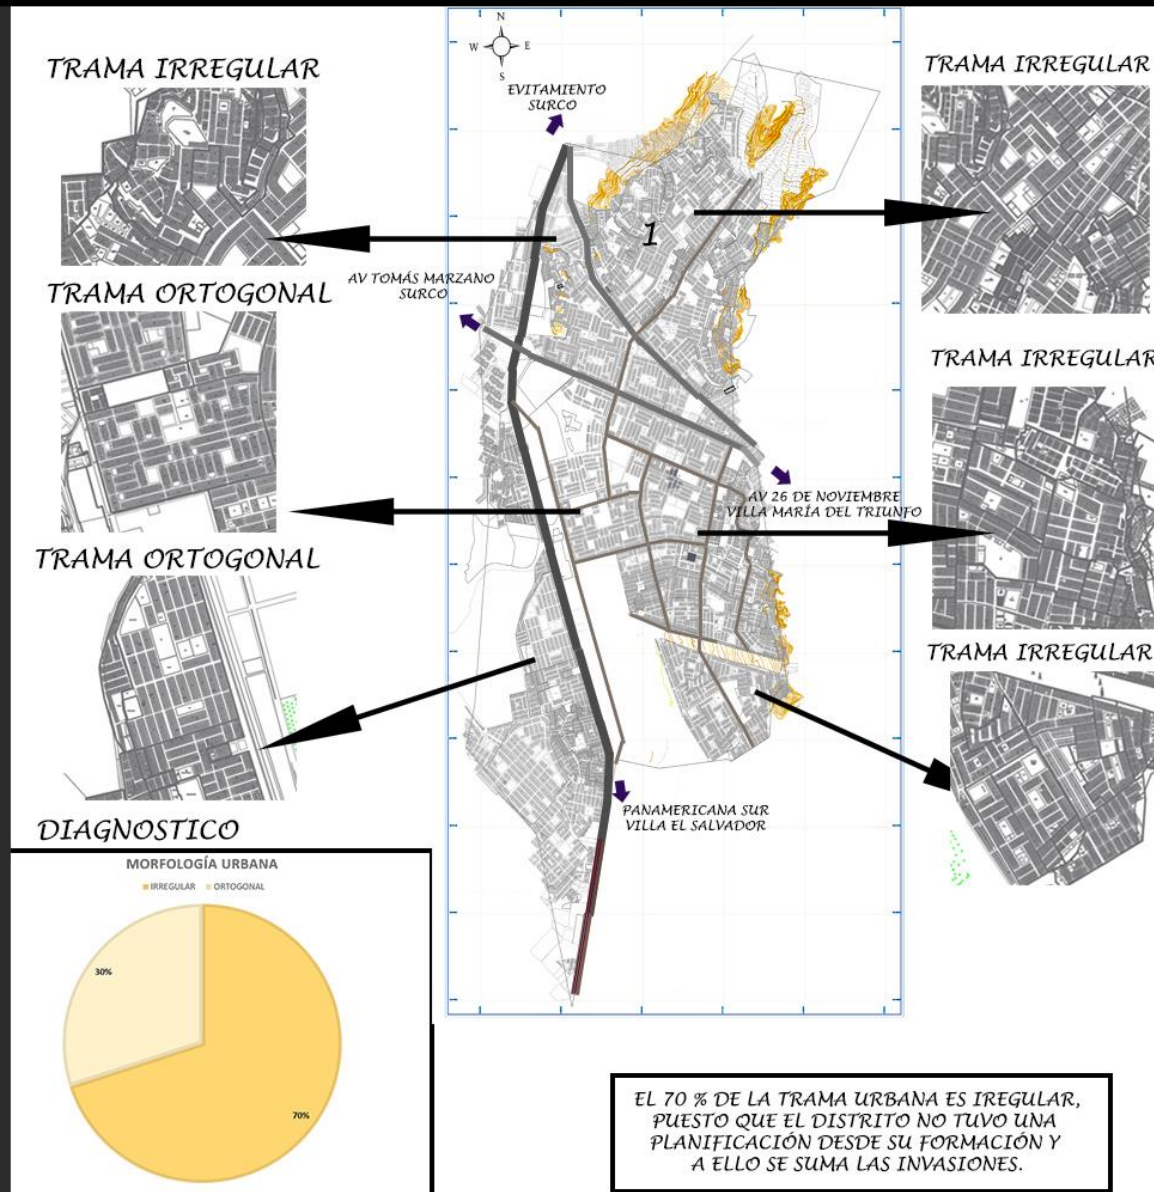 TRAMA IRREGULAR
TRAMA ORTOGONAL
TRAMA ORTOGONAL
N
W
E
S
EVITAMIENTO
SURCO
1
AV TOMÁS MARZANO
SURCO
AV 26 DE NOVIEMBRE
VILLA MARÍA DEL TRIUNFO
PANAMERICANA SUR
VILLA EL SALVADOR
TRAMA IRREGULAR
TRAMA IRREGULAR
TRAMA IRREGULAR
DIAGNOSTICO
MORFOLOGÍA URBANA
IRREGULAR ORTOGONAL
30%
70%
EL 70 % DE LA TRAMA URBANA ES IREGULAR,
PUESTO QUE EL DISTRITO NO TUVO UNA
PLANIFICACIÓN DESDE SU FORMACIÓN Y
A ELLO SE SUMA LAS INVASIONES.